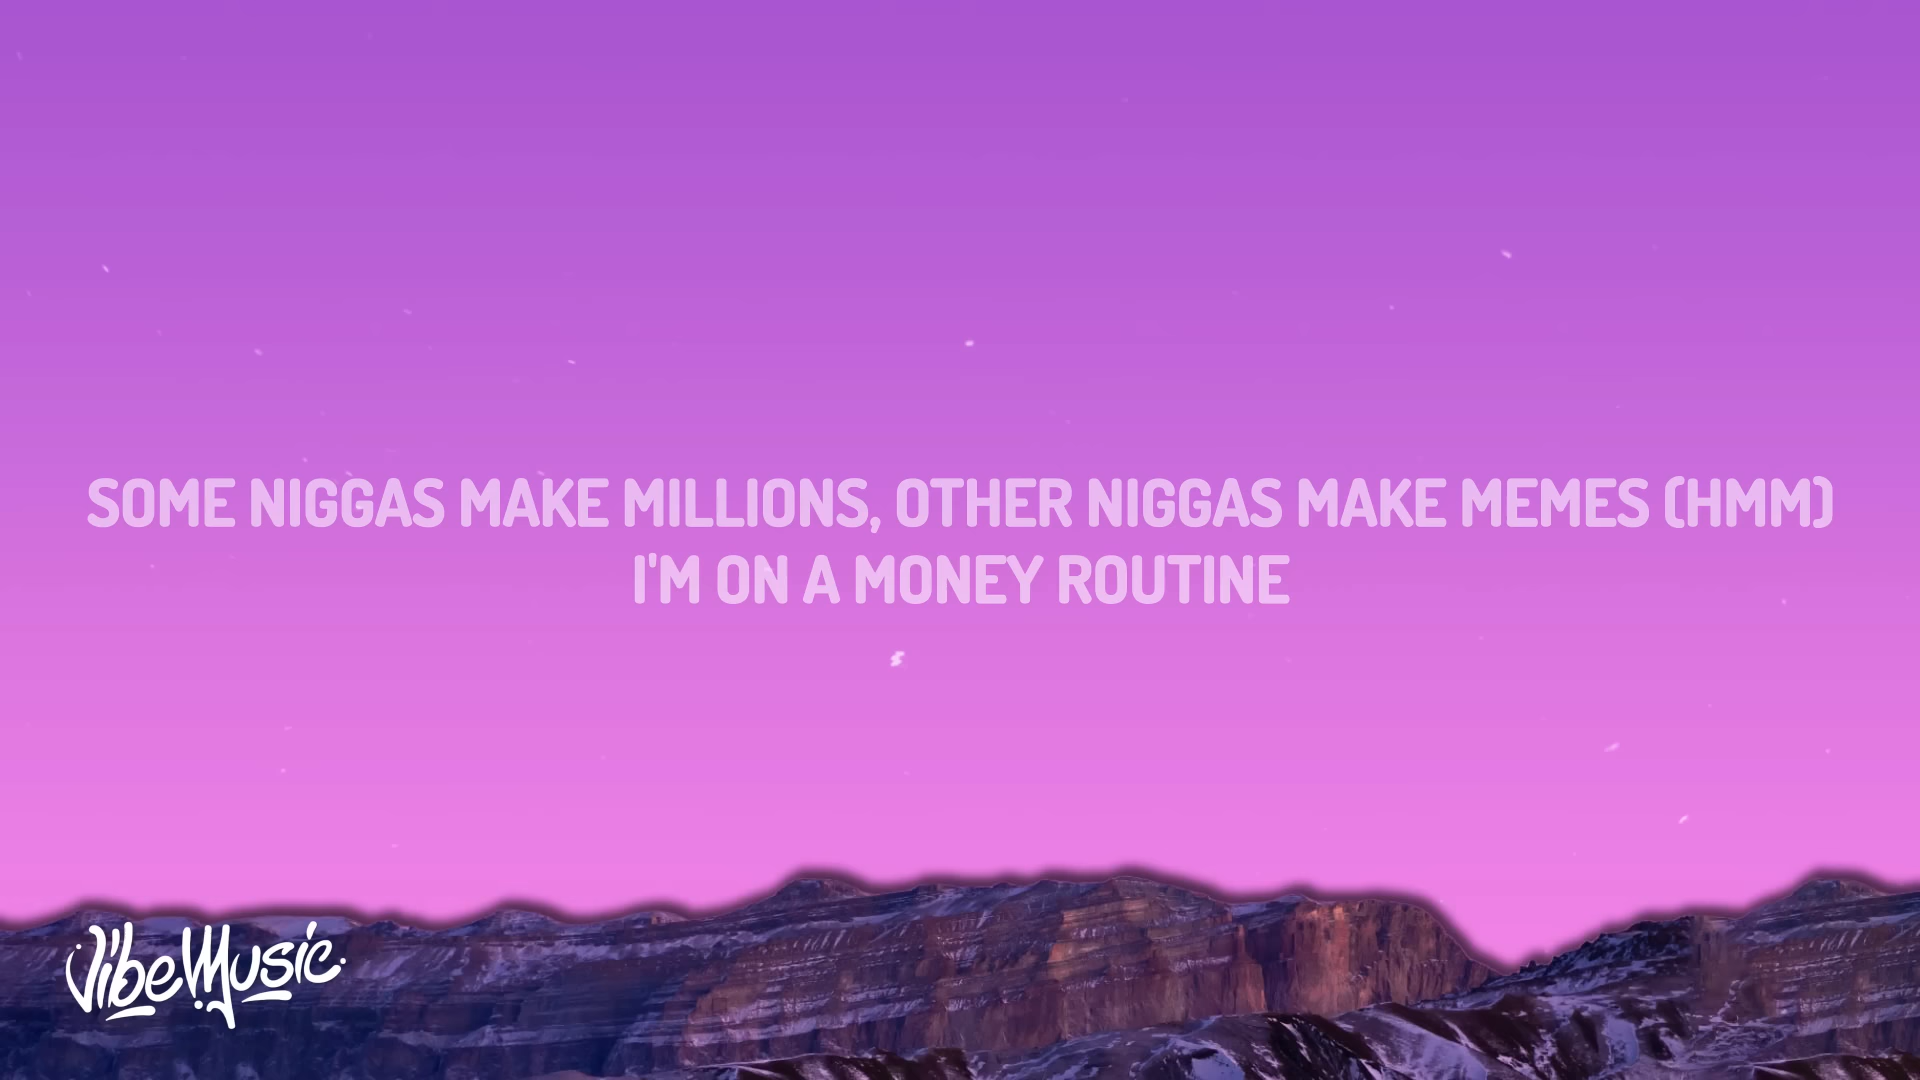 SOME NIGGAS MAKE MILLIONS, OTHER NIGGAS MAKE MEMES (HMM)
I'M ON A MONEY ROUTINE
VibeMusic